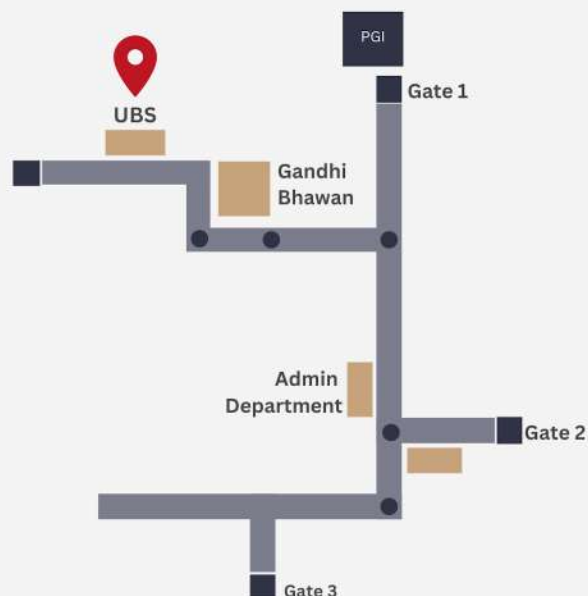 PGI
Gate 1
UBS
Gandhi
Bhawan
Admin
Department
Gate 2
Gate 3